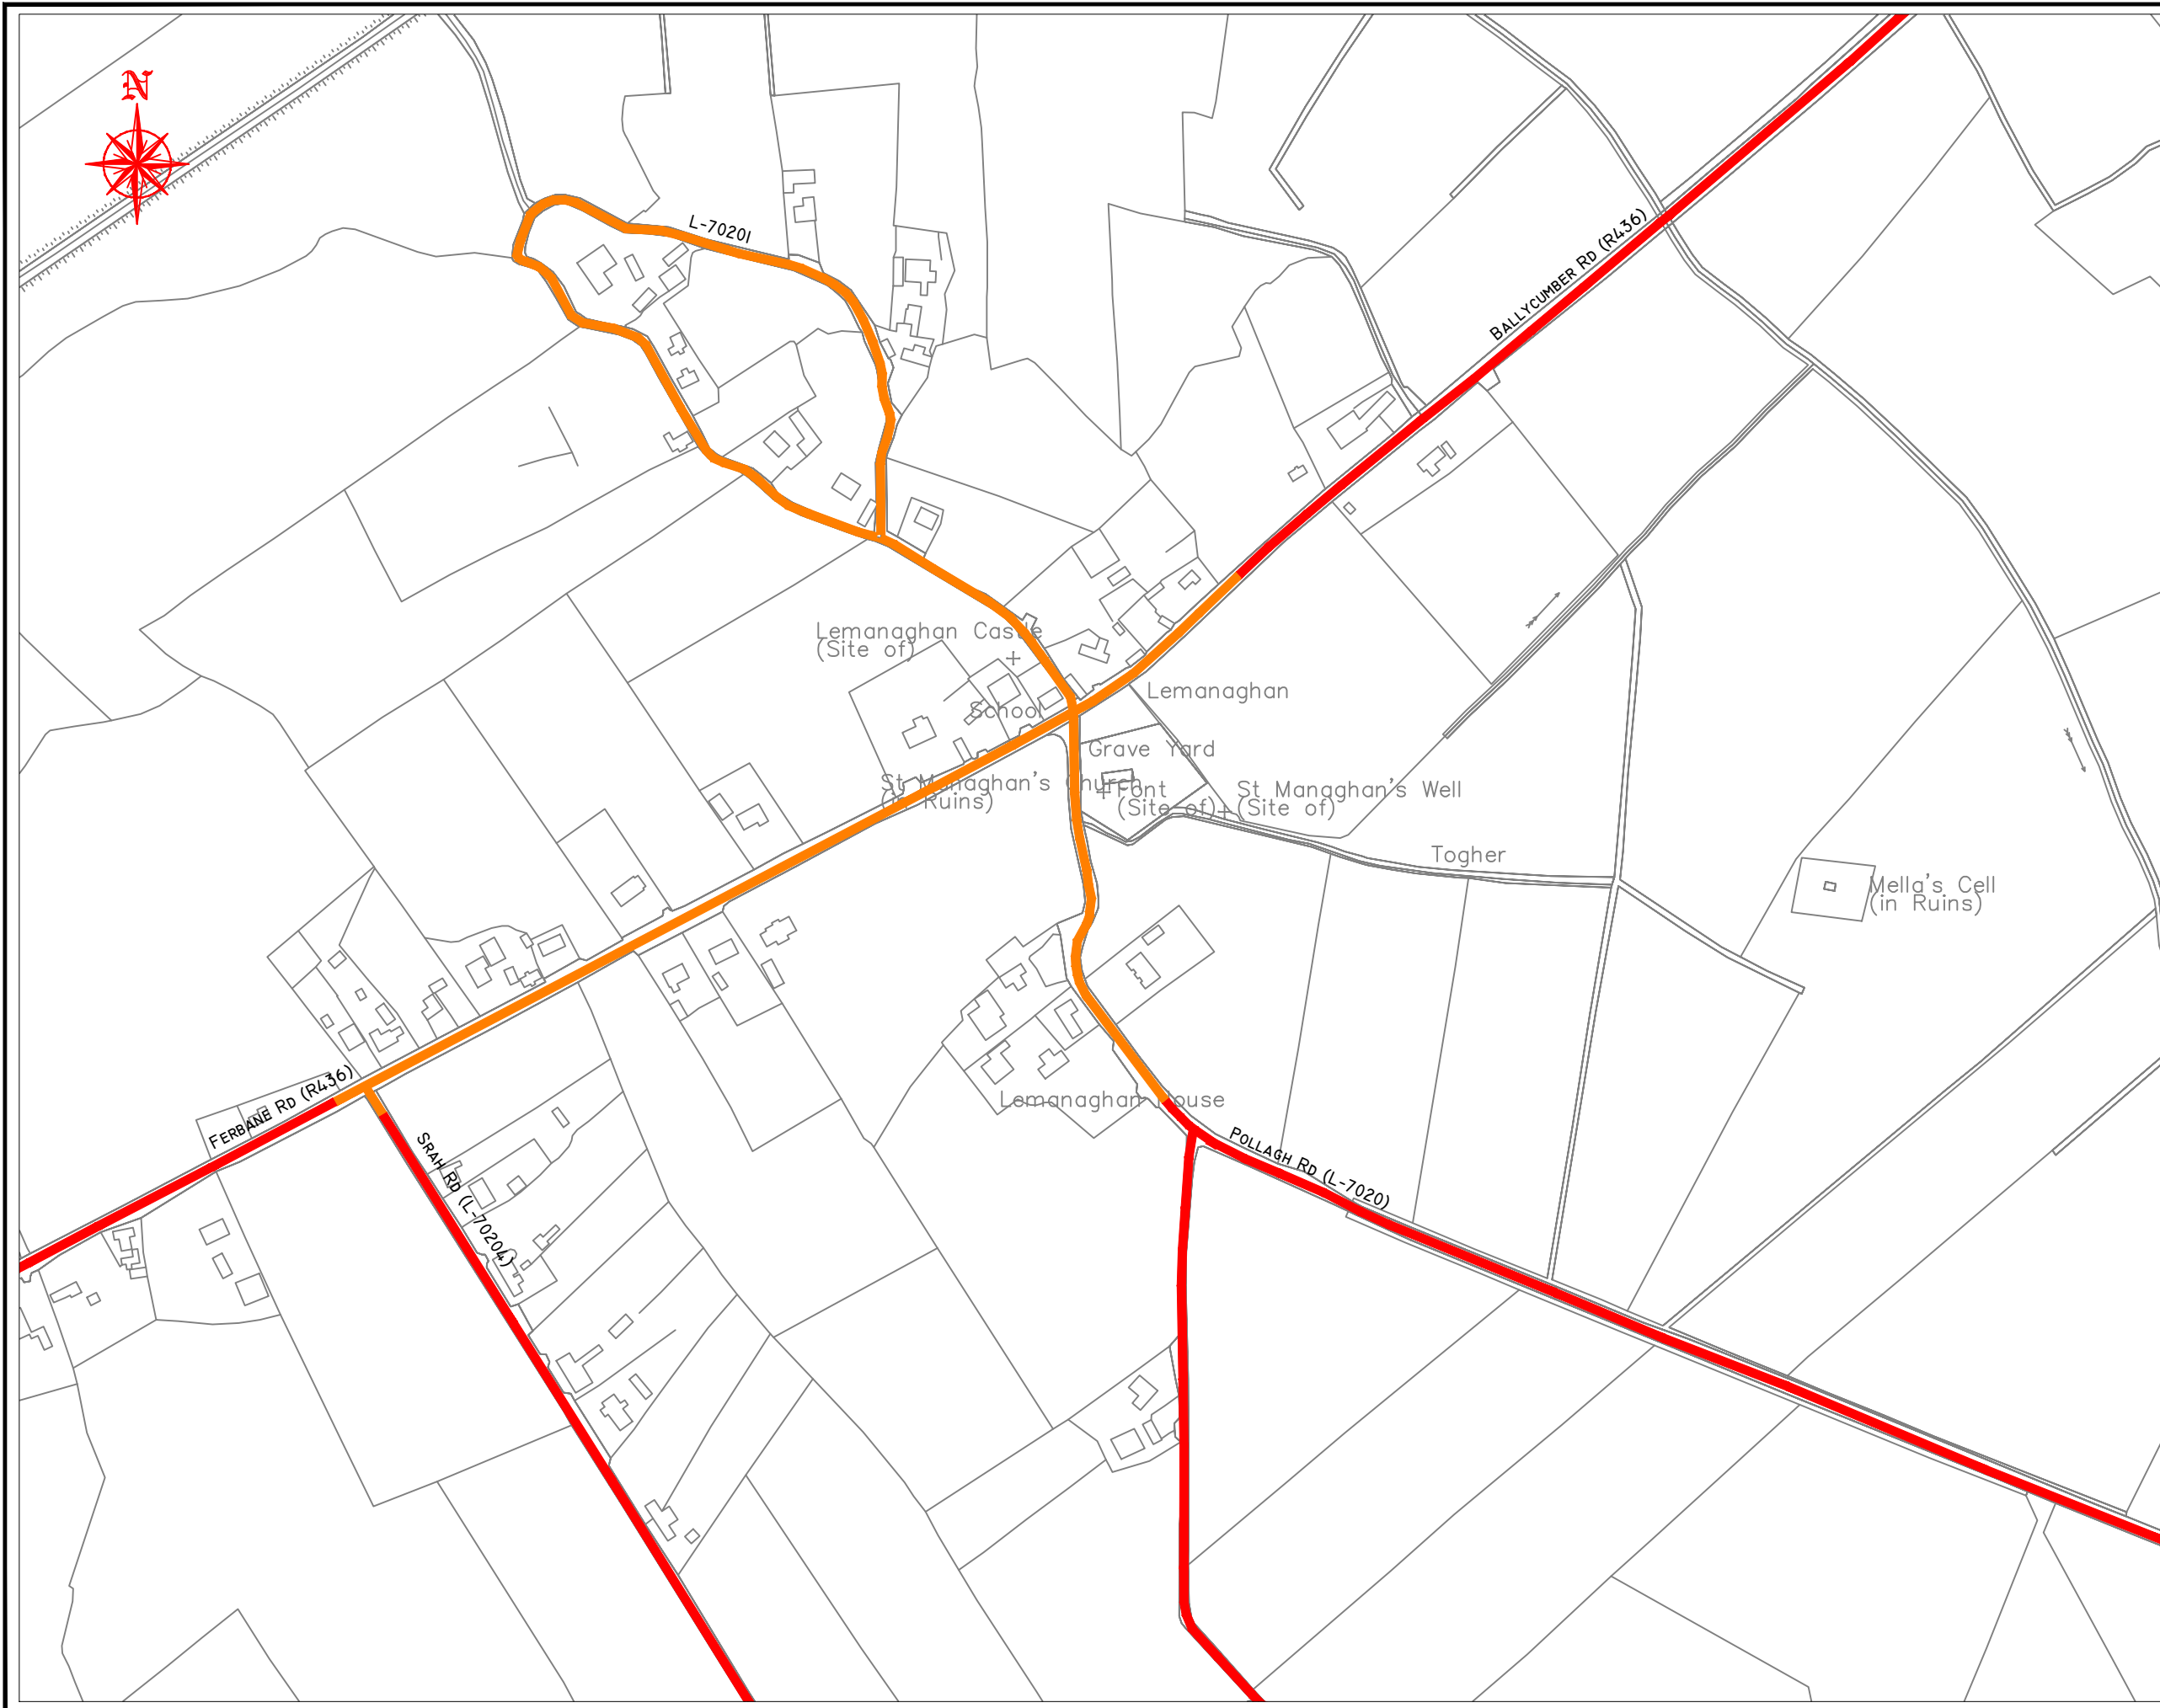 N
L-70201
BALLYCUMBER RD (R436)
Lemanaghan Castle
(Site of)
Lemanaghan
School
Grave Yard
St Managhan's Church
(in Ruins)
Font
(Site of)
St Managhan's Well
(Site of)
Togher
Mella's Cell
(in Ruins)
FERBANE RD (R436)
SRAH RD (L-70204)
Lemanaghan House
POLLAGH RD (L-7020)